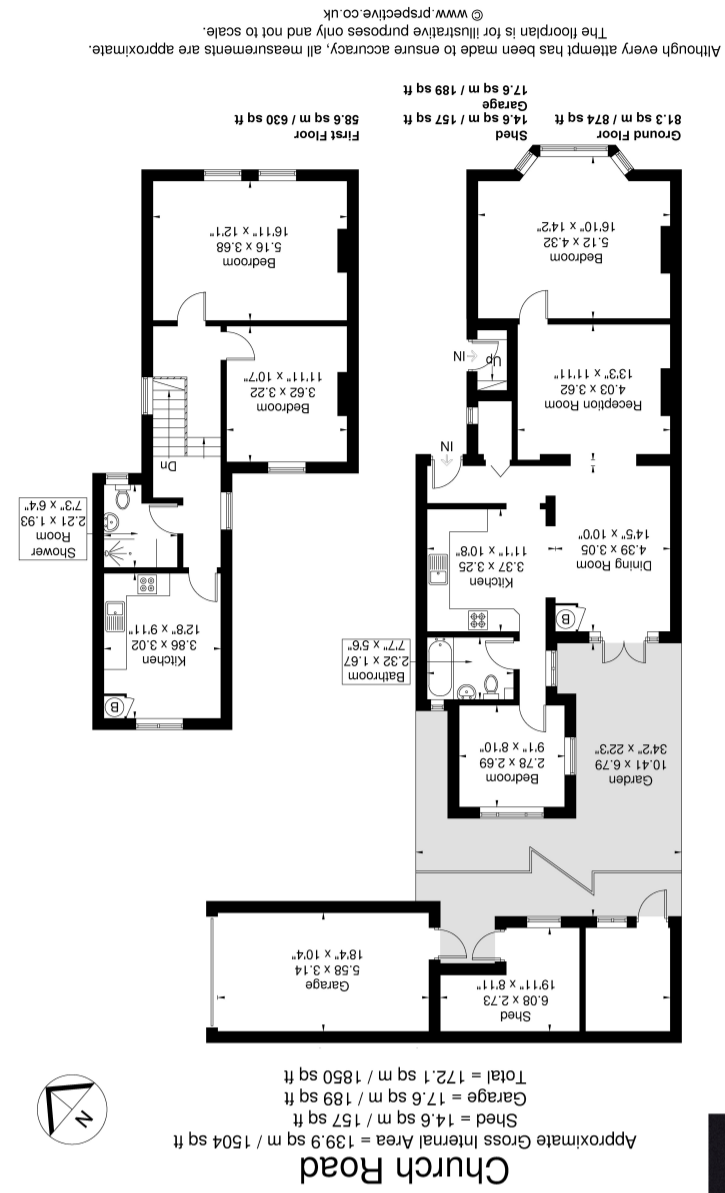 Church Road
Approximate Gross Internal Area = 139.9 sq m / 1504 sq ft
Shed = 14.6 sq m / 157 sq ft
Garage = 17.6 sq m / 189 sq ft
Total = 172.1 sq m / 1850 sq ft
N
Shed
6.08 x 2.73
19'11" x 8'11"
Garage
5.58 x 3.14
18'4" x 10'4"
Garden
10.41 x 6.79
34'2" x 22'3"
Bedroom
2.78 x 2.69
9'1" x 8'10"
Bathroom
2.32 x 1.67
7'7" x 5'6"
B
Dining Room
4.39 x 3.05
14'5" x 10'0"
Kitchen
3.37 x 3.25
11'1" x 10'8
IN
Reception Room
4.03 x 3.62
13'3" x 11'11"
Up
IN
Bedroom
5.12 x 4.32
16'10" x 14'2"
Ground Floor
81.3 sq m / 874 sq ft
Shed
14.6 sq m / 157 sq ft
Garage
17.6 sq m / 189 sq ft
B
Kitchen
3.86 x 3.02
12'8" x 9'11"
Shower
Room
2.21 x 1.93
7'3" x 6'4"
Dn
Bedroom
3.62 x 3.22
11'11" x 10'7"
Bedroom
5.16 x 3.68
16'11" x 12'1"
First Floor
58.6 sq m / 630 sq ft
Although every attempt has been made to ensure accuracy, all measurements are approximate.
The floorplan is for illustrative purposes only and not to scale.
© www.prspective.co.uk